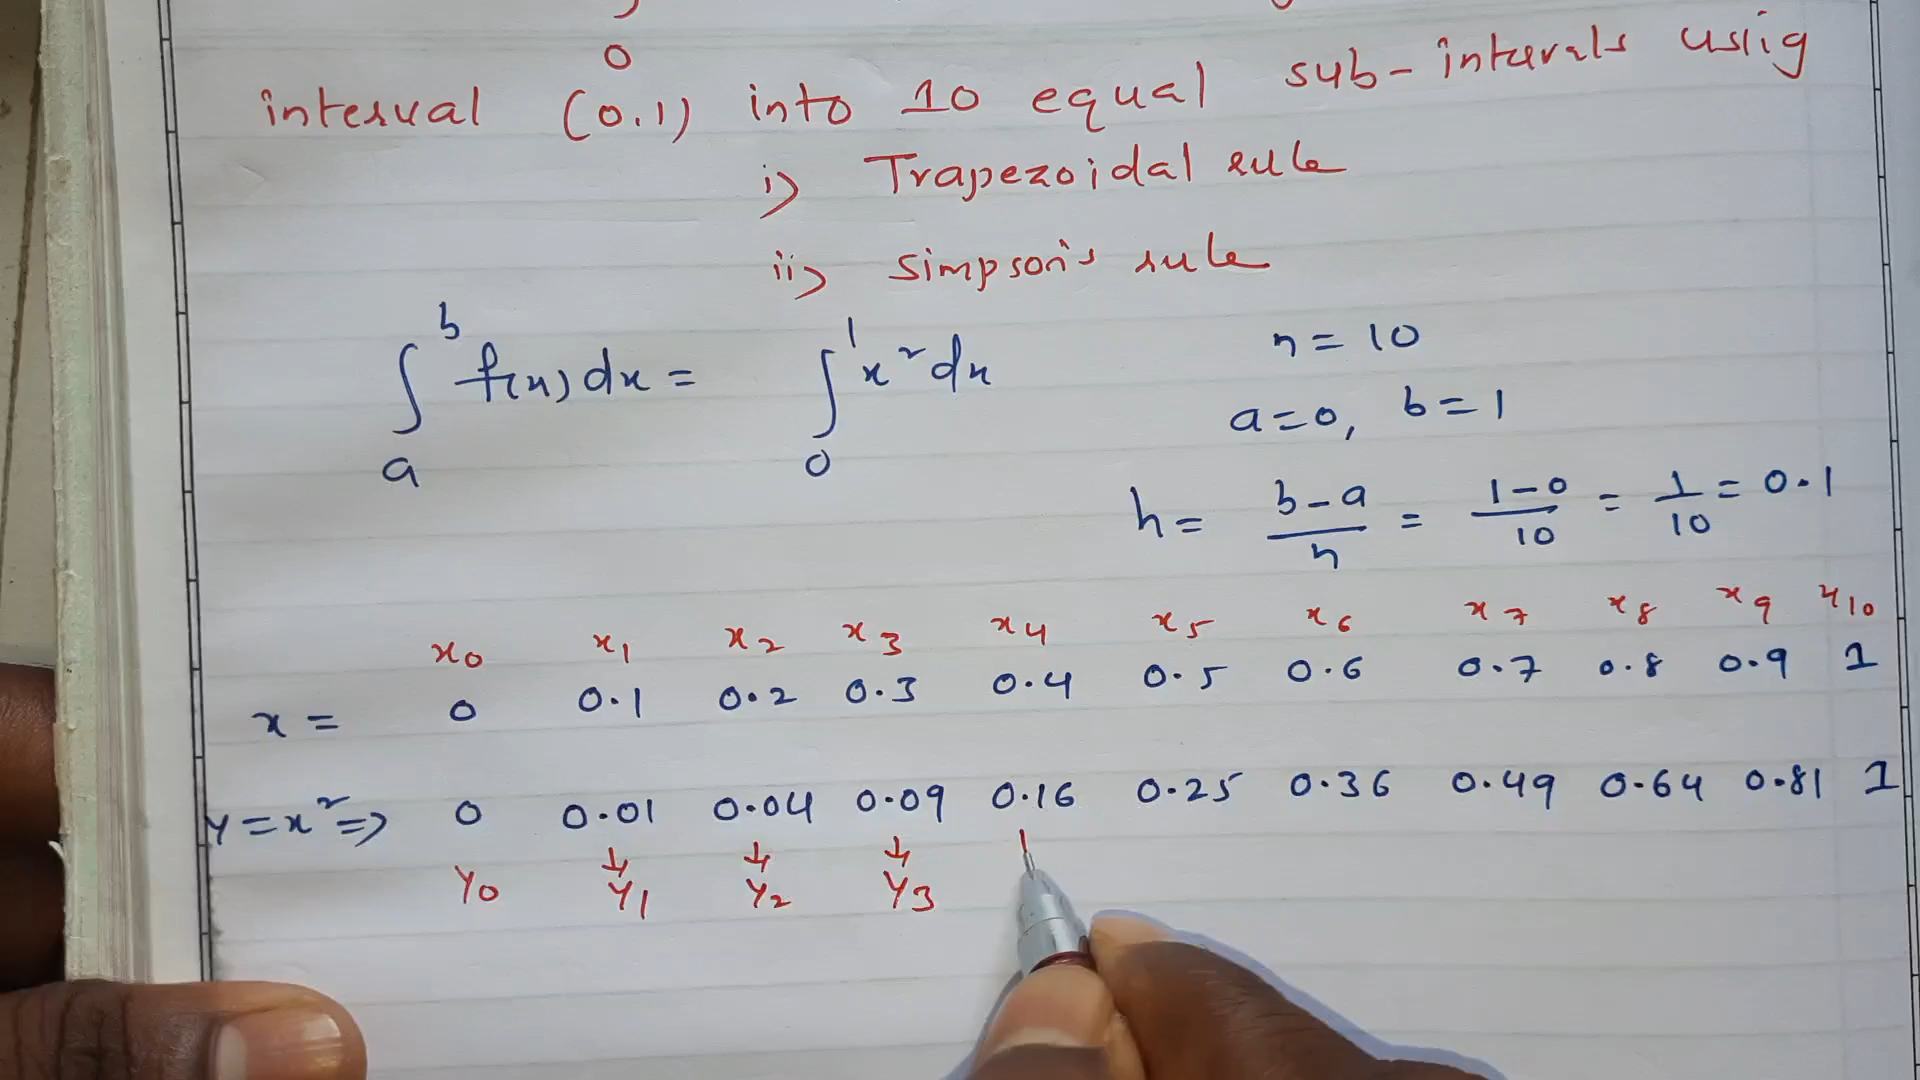 0
interval (0,1) into 10 equal sub-intervals usig
i) Trapezoidal rule
ii) Simpson's rule
∫ₐᵇ f(x) dx = ∫₀¹ x² dx
n = 10
a=0, b=1
h = (b-a)/n = (1-0)/10 = 1/10 = 0.1
x0 x1 x2 x3 x4 x5 x6 x7 x8 x9 x10
x = 0 0.1 0.2 0.3 0.4 0.5 0.6 0.7 0.8 0.9 1
y = x² ⇒ 0 0.01 0.04 0.09 0.16 0.25 0.36 0.49 0.64 0.81 1
↓ ↓ ↓
y0 y1 y2 y3